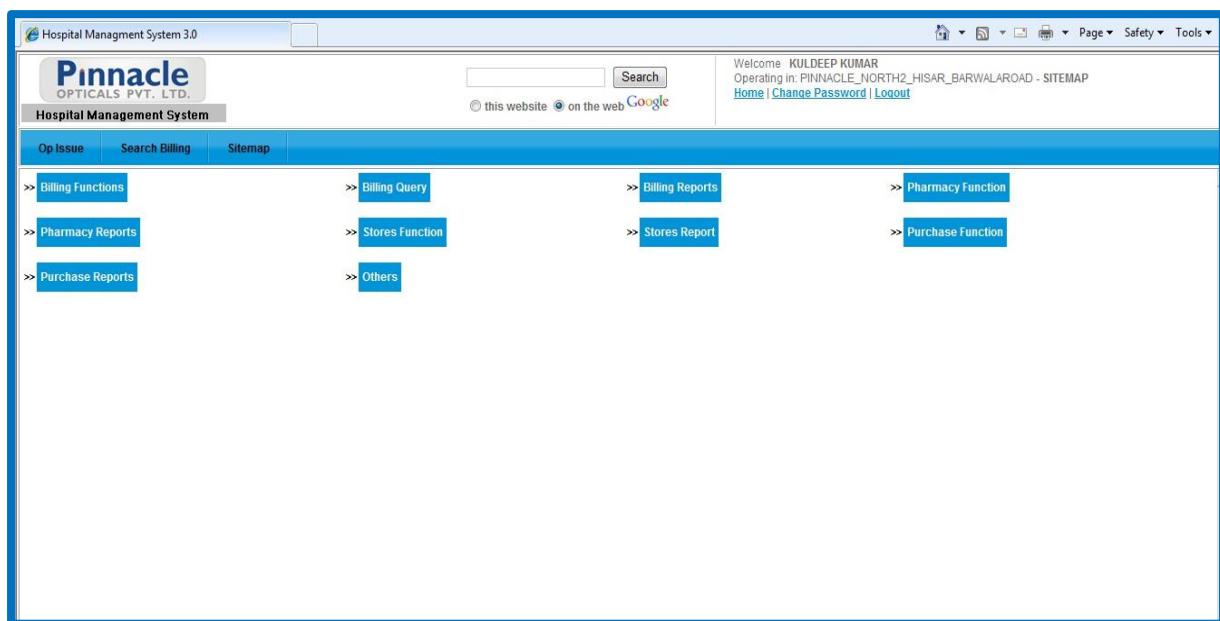 Hospital Managment System 3.0
Page Safety Tools
Pinnacle
OPTICALS PVT. LTD.
Hospital Management System
Search
this website on the web Google
Welcome KULDEEP KUMAR
Operating in: PINNACLE_NORTH2_HISAR_BARWALAROAD - SITEMAP
Home | Change Password | Logout
Op Issue Search Billing Sitemap
>> Billing Functions >> Billing Query >> Billing Reports >> Pharmacy Function
>> Pharmacy Reports >> Stores Function >> Stores Report >> Purchase Function
>> Purchase Reports >> Others